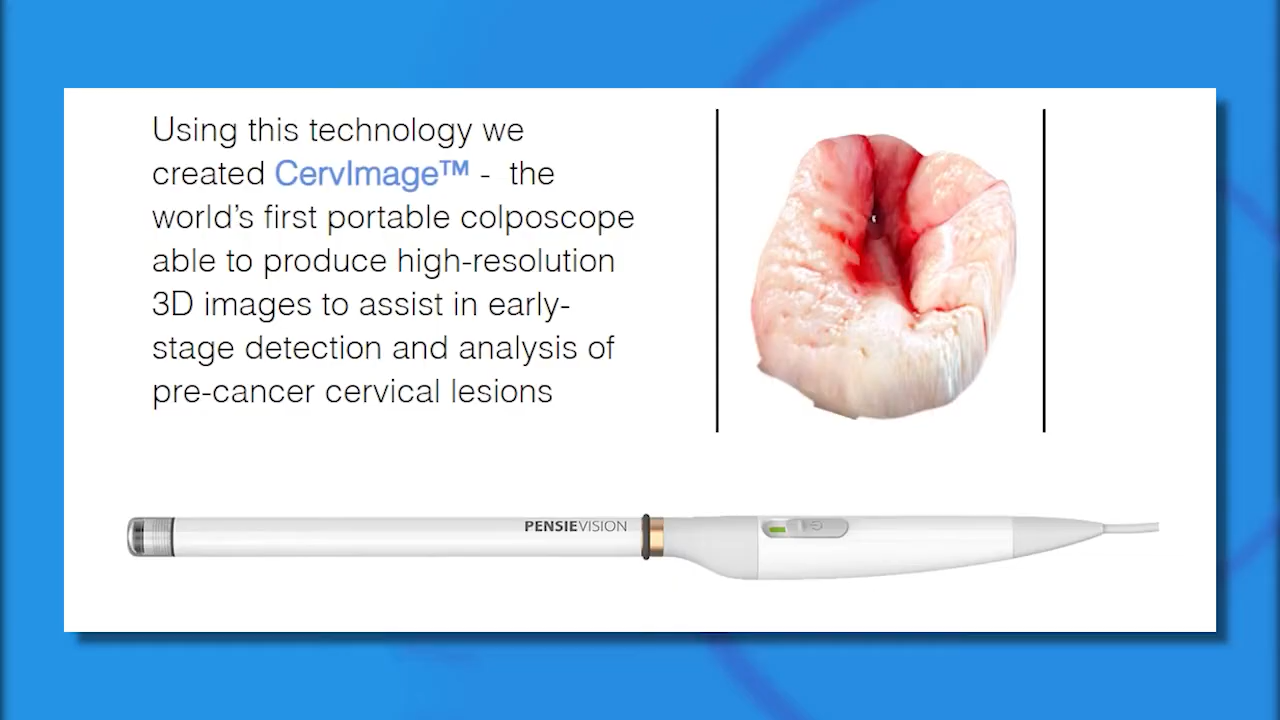 Using this technology we
created CervImage™ - the
world's first portable colposcope
able to produce high-resolution
3D images to assist in early-
stage detection and analysis of
pre-cancer cervical lesions
PENSIEVISION